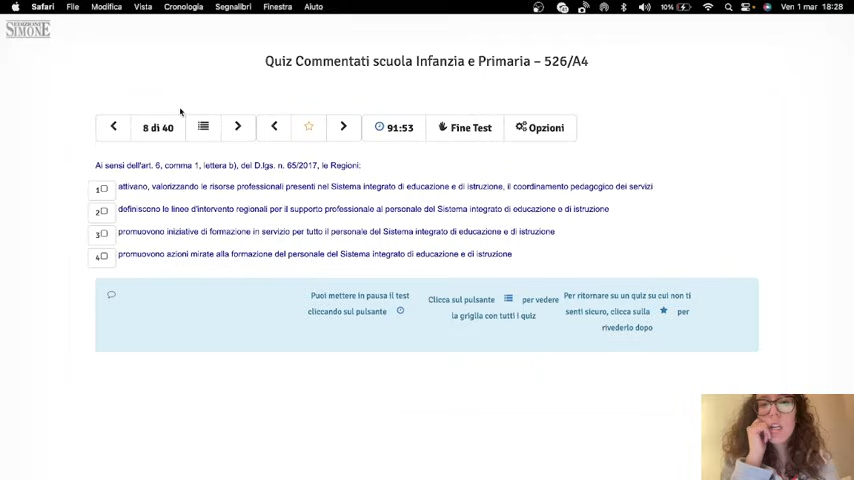 Safari File Modifica Vista Cronologia Segnalibri Finestra Aiuto 10% Ven 1 mar 18:28
EDIZIONI
SIMONE
Quiz Commentati scuola Infanzia e Primaria – 526/A4
8 di 40 91:53 Fine Test Opzioni
Ai sensi dell'art. 6, comma 1, lettera b), del D.lgs. n. 65/2017, le Regioni:
1 attivano, valorizzando le risorse professionali presenti nel Sistema integrato di educazione e di istruzione, il coordinamento pedagogico dei servizi
2 definiscono le linee d'intervento regionali per il supporto professionale al personale del Sistema integrato di educazione e di istruzione
3 promuovono iniziative di formazione in servizio per tutto il personale del Sistema integrato di educazione e di istruzione
4 promuovono azioni mirate alla formazione del personale del Sistema integrato di educazione e di istruzione
Puoi mettere in pausa il test
cliccando sul pulsante
Clicca sul pulsante per vedere
la griglia con tutti i quiz
Per ritornare su un quiz su cui non ti
senti sicuro, clicca sulla per
rivederlo dopo